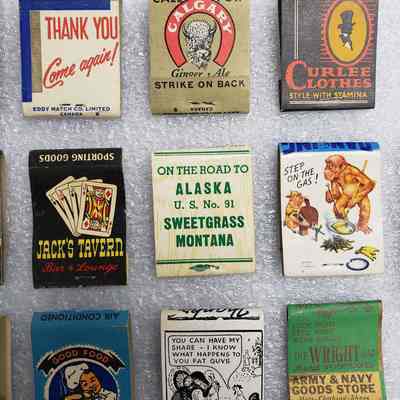 THANK YOU
Come again!
EDDY MATCH CO. LIMITED
CANADA
CALGARY
Ginger Ale
STRIKE ON BACK
CURLEE
CLOTHES
STYLE WITH STAMINA
SPORTING GOODS
JACK'S TAVERN
Bar & Lounge
ON THE ROAD TO
ALASKA
U. S. No. 91
SWEETGRASS
MONTANA
STEP
ON THE
GAS!
AIR CONDITIONED
GOOD FOOD
YOU CAN HAVE MY
SHARE - I KNOW
WHAT HAPPENS TO
YOU FAT GUYS
WRIGHT
ARMY & NAVY
GOODS STORE